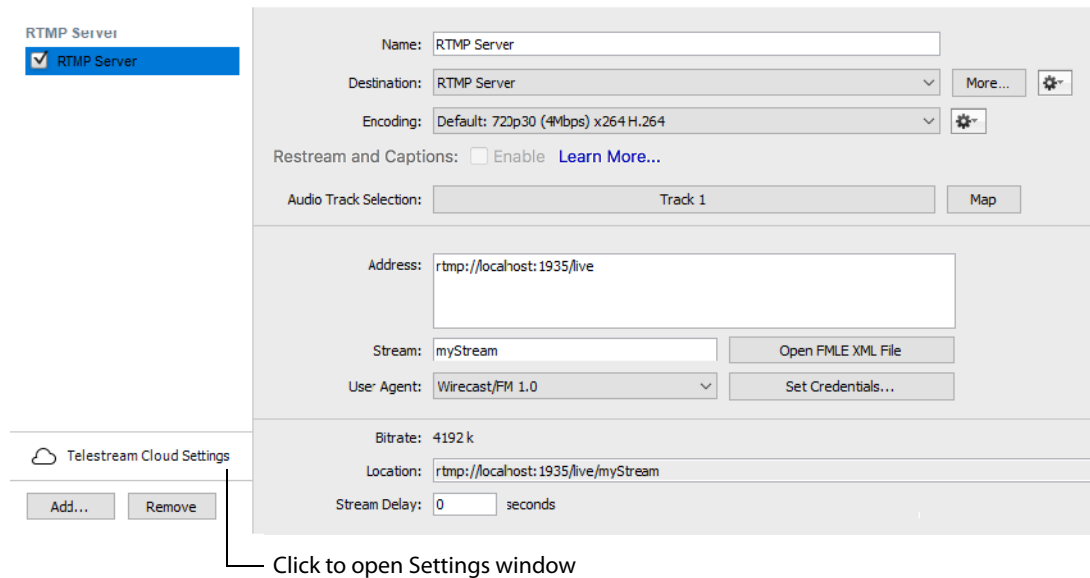 RTMP Server
RTMP Server
Name: RTMP Server
Destination: RTMP Server More...
Encoding: Default: 720p30 (4Mbps) x264 H.264
Restream and Captions: Enable Learn More...
Audio Track Selection: Track 1 Map
Address: rtmp://localhost:1935/live
Stream: myStream Open FMLE XML File
User Agent: Wirecast/FM 1.0 Set Credentials...
Bitrate: 4192 k
Telestream Cloud Settings
Location: rtmp://localhost:1935/live/myStream
Stream Delay: 0 seconds
Add... Remove
Click to open Settings window